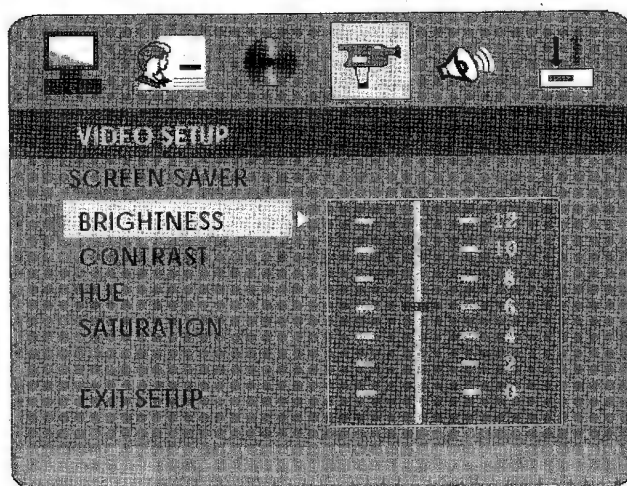 VIDEO SETUP
SCREEN SAVER
BRIGHTNESS
CONTRAST
HUE
SATURATION
EXIT SETUP
12
10
8
6
4
2
0